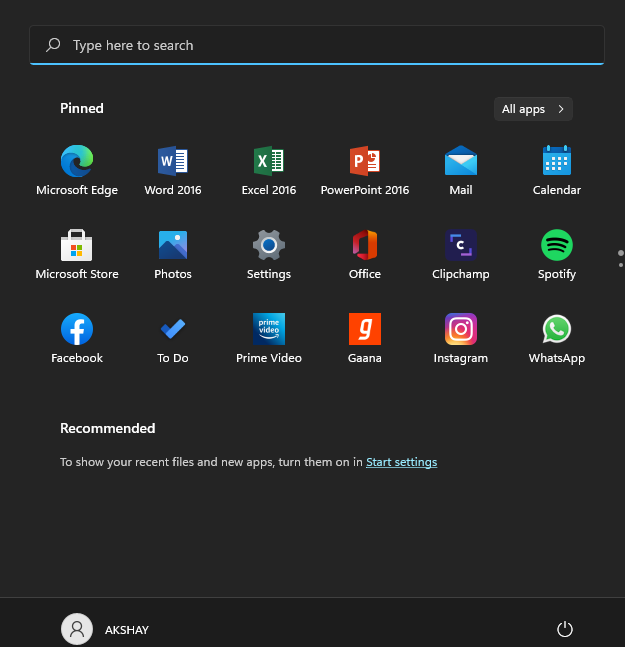 Type here to search
Pinned
All apps
Microsoft Edge
Word 2016
Excel 2016
PowerPoint 2016
Mail
Calendar
Microsoft Store
Photos
Settings
Office
Clipchamp
Spotify
prime
video
Facebook
To Do
Prime Video
Gaana
Instagram
WhatsApp
Recommended
To show your recent files and new apps, turn them on in Start settings
AKSHAY